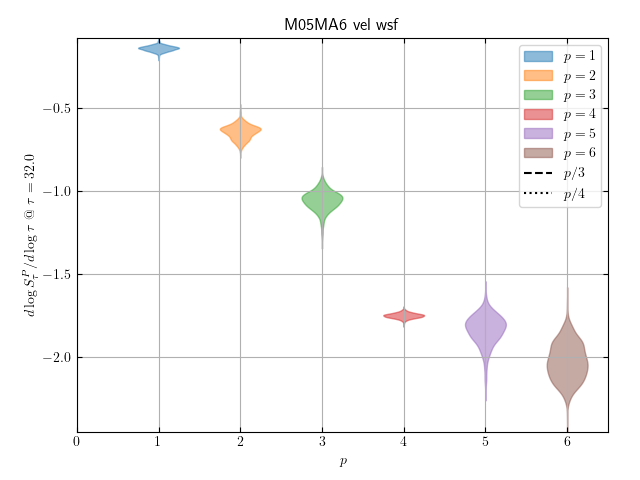 M05MA6 vel wsf
d log S_τ^P / d log τ @ τ = 32.0
−0.5
−1.0
−1.5
−2.0
0 1 2 3 4 5 6
p
p = 1
p = 2
p = 3
p = 4
p = 5
p = 6
p/3
p/4